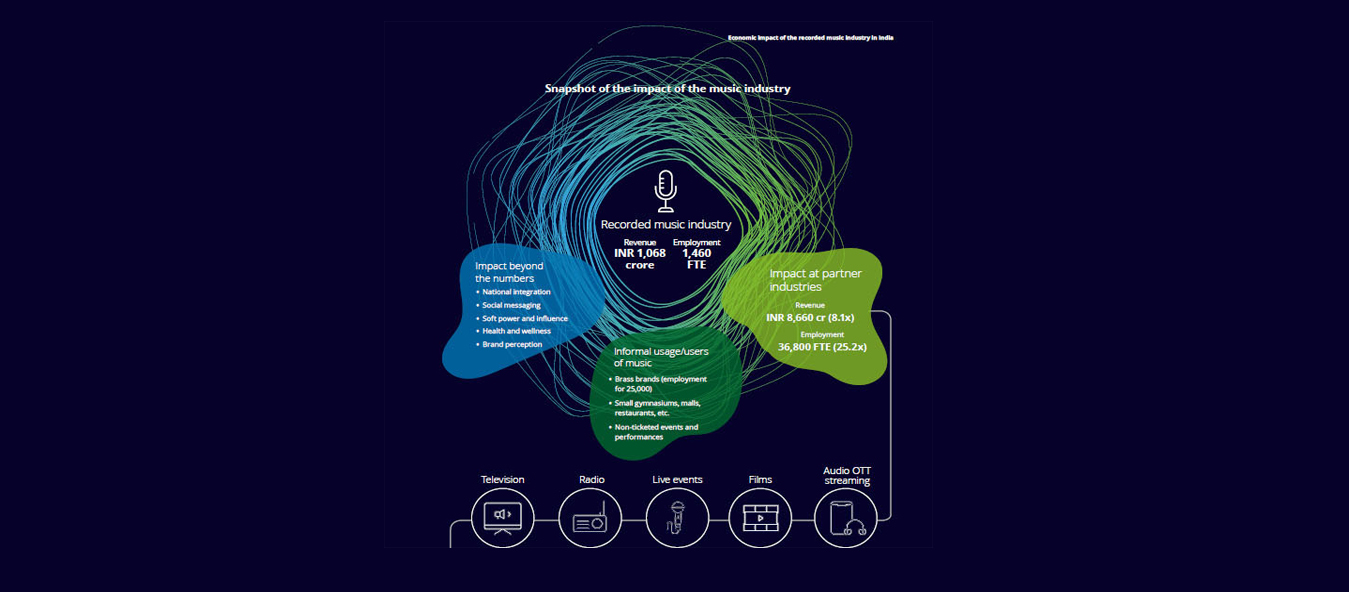 Economic impact of the recorded music industry in India
Snapshot of the impact of the music industry
Recorded music industry
Revenue
INR 1,068
crore
Employment
1,460
FTE
Impact beyond
the numbers
• National integration
• Social messaging
• Soft power and influence
• Health and wellness
• Brand perception
Impact at partner
industries
Revenue
INR 8,660 cr (8.1x)
Employment
36,800 FTE (25.2x)
Informal usage/users
of music
• Brass brands (employment
for 25,000)
• Small gymnasiums, malls,
restaurants, etc.
• Non-ticketed events and
performances
Television
Radio
Live events
Films
Audio OTT
streaming